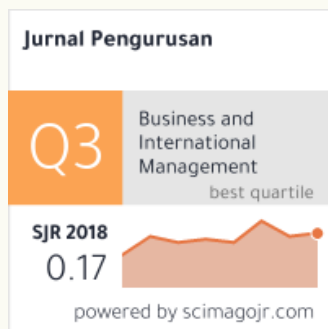 Jurnal Pengurusan
Q3
Business and
International
Management
best quartile
SJR 2018
0.17
powered by scimagojr.com